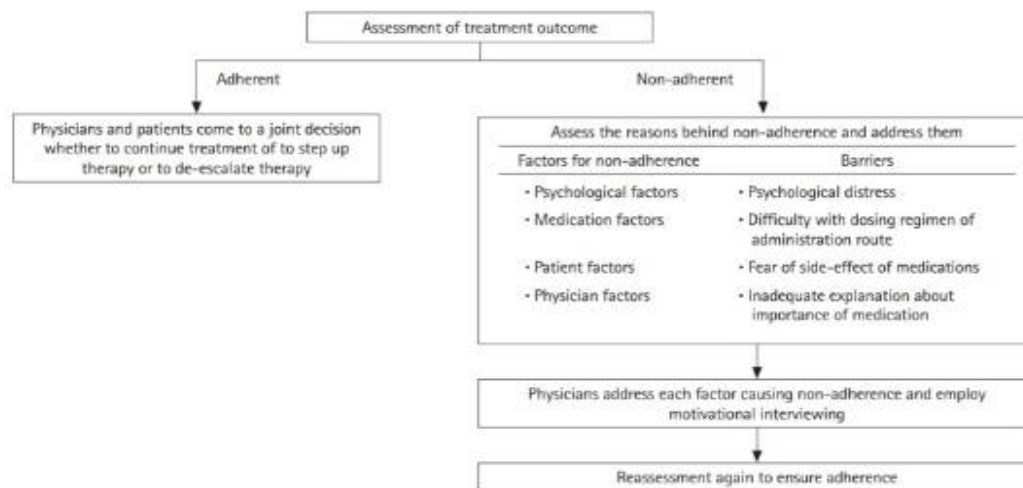 Assessment of treatment outcome
Adherent
Non-adherent
Physicians and patients come to a joint decision
whether to continue treatment of to step up
therapy or to de-escalate therapy
Assess the reasons behind non-adherence and address them
Factors for non-adherence
Barriers
• Psychological factors
• Psychological distress
• Medication factors
• Difficulty with dosing regimen of
administration route
• Patient factors
• Fear of side-effect of medications
• Physician factors
• Inadequate explanation about
importance of medication
Physicians address each factor causing non-adherence and employ
motivational interviewing
Reassessment again to ensure adherence